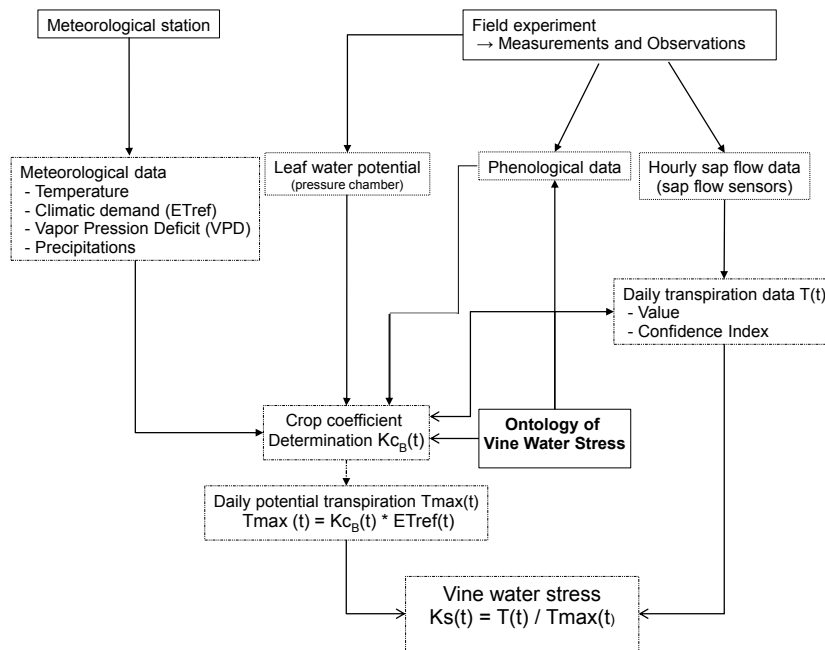 Meteorological station
Field experiment
→ Measurements and Observations
Meteorological data
- Temperature
- Climatic demand (ETref)
- Vapor Pression Deficit (VPD)
- Precipitations
Leaf water potential
(pressure chamber)
Phenological data
Hourly sap flow data
(sap flow sensors)
Daily transpiration data T(t)
- Value
- Confidence Index
Crop coefficient
Determination KcB(t)
Ontology of
Vine Water Stress
Daily potential transpiration Tmax(t)
Tmax (t) = KcB(t) * ETref(t)
Vine water stress
Ks(t) = T(t) / Tmax(t)